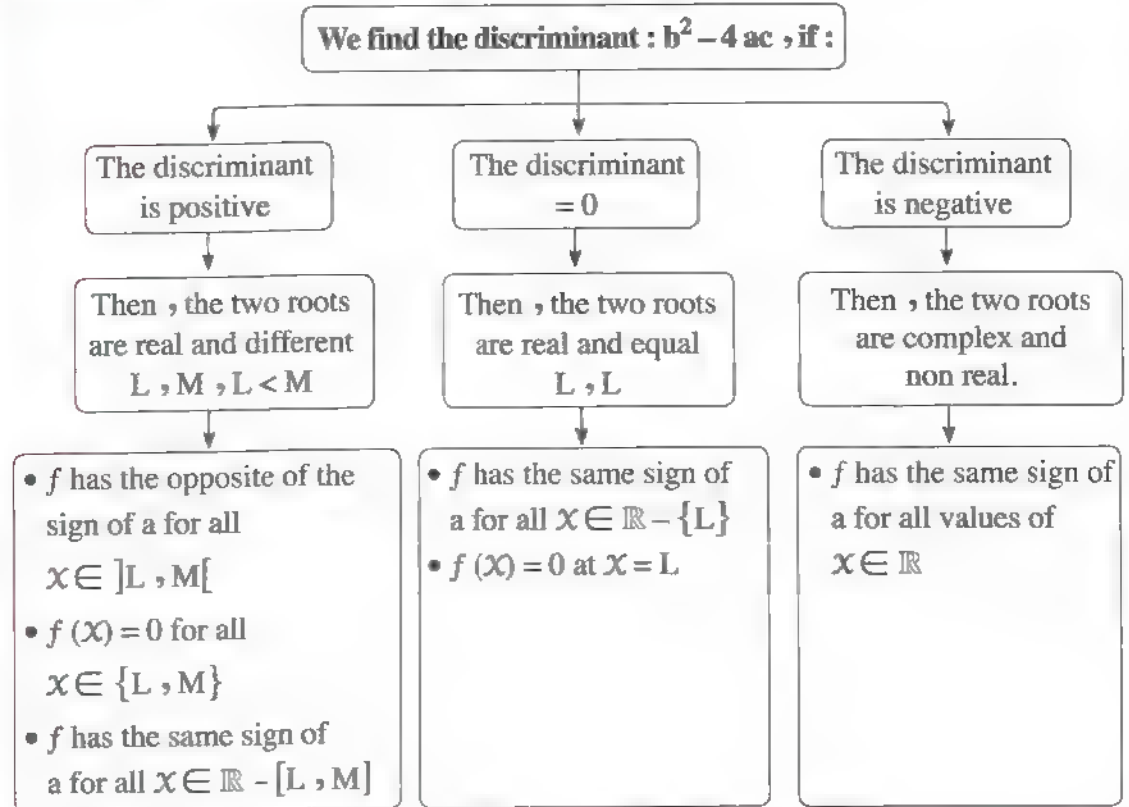 We find the discriminant : b² – 4 ac , if :
The discriminant
is positive
The discriminant
= 0
The discriminant
is negative
Then , the two roots
are real and different
L , M , L < M
Then , the two roots
are real and equal
L , L
Then , the two roots
are complex and
non real.
• f has the opposite of the
sign of a for all
x ∈ ]L , M[
• f (x) = 0 for all
x ∈ {L , M}
• f has the same sign of
a for all x ∈ ℝ – [L , M]
• f has the same sign of
a for all x ∈ ℝ – {L}
• f (x) = 0 at x = L
• f has the same sign of
a for all values of
x ∈ ℝ